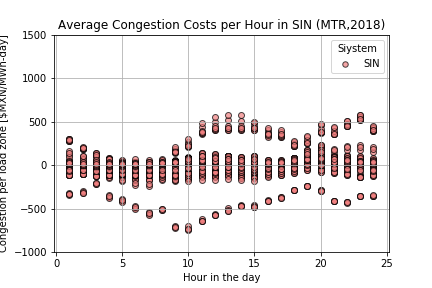 Average Congestion Costs per Hour in SIN (MTR,2018)
Congestion per load zone [$MXN/MWh-day]
1500
1000
500
0
−500
−1000
Siystem
SIN
0 5 10 15 20 25
Hour in the day